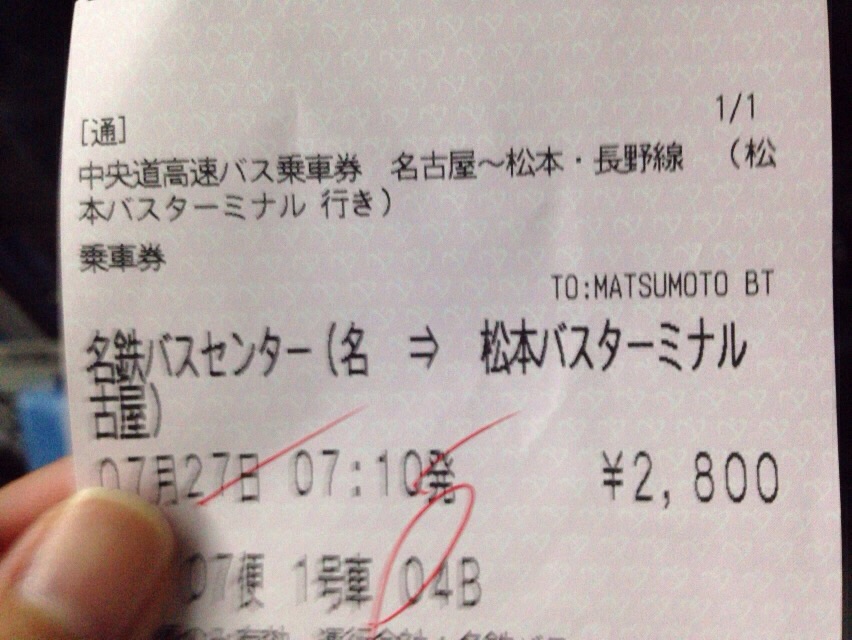 1/1
[通]
中央道高速バス乗車券 名古屋～松本・長野線 （松
本バスターミナル 行き）
乗車券
TO:MATSUMOTO BT
名鉄バスセンター(名 ⇒ 松本バスターミナル
古屋)
07月27日 07:10発 ¥2,800
07便 1号車 04B